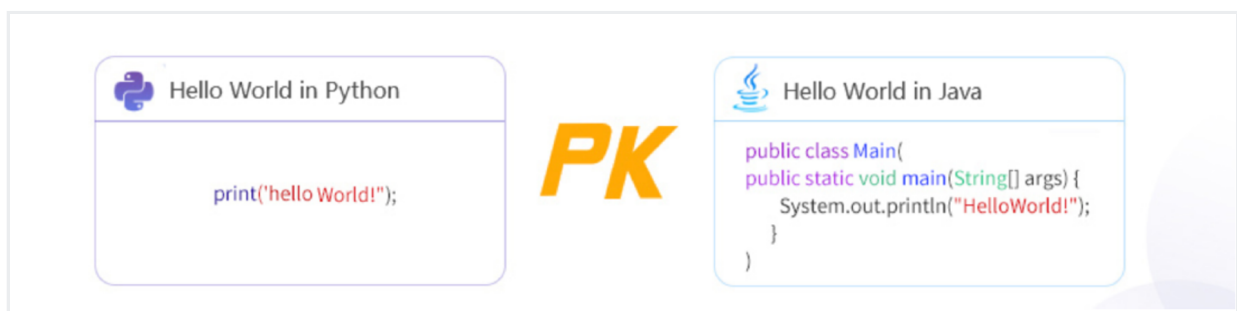 Hello World in Python
print('hello World!");
PK
Hello World in Java
public class Main(
public static void main(String[] args) {
System.out.println("HelloWorld!");
}
)